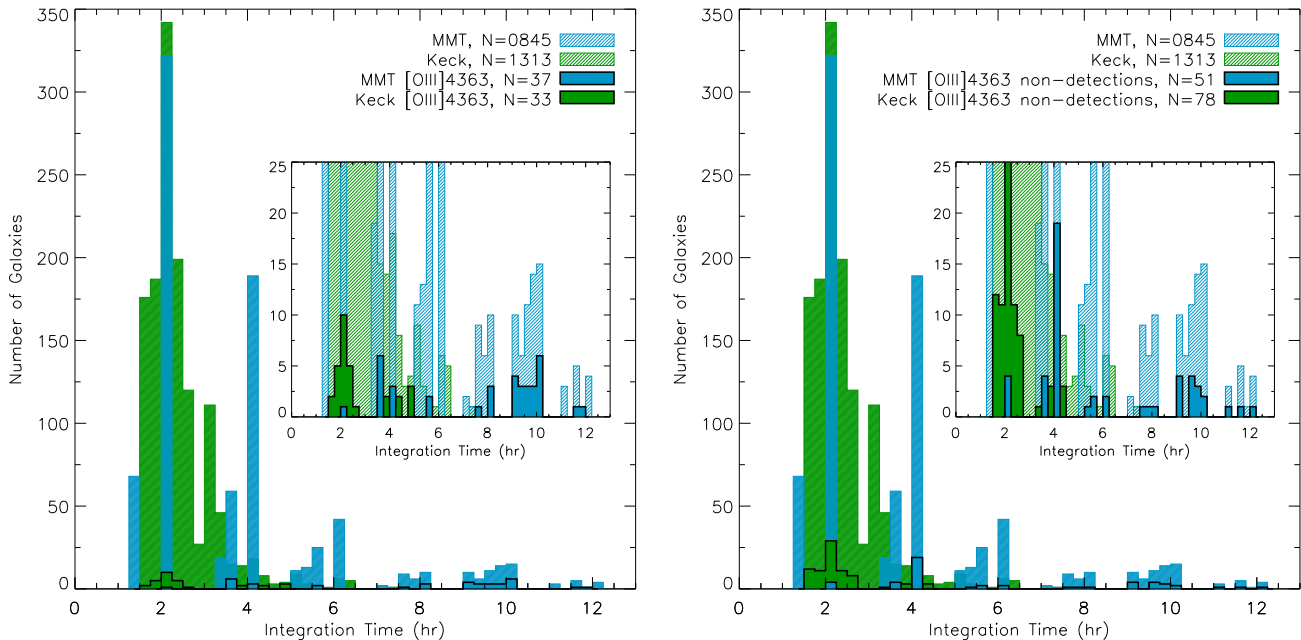 MMT, N=0845
Keck, N=1313
MMT [OIII]4363, N=37
Keck [OIII]4363, N=33
Number of Galaxies
350
300
250
200
150
100
50
0
25
20
15
10
5
0
0 2 4 6 8 10 12
Integration Time (hr)
0 2 4 6 8 10 12
Integration Time (hr)
MMT, N=0845
Keck, N=1313
MMT [OIII]4363 non-detections, N=51
Keck [OIII]4363 non-detections, N=78
Number of Galaxies
350
300
250
200
150
100
50
0
25
20
15
10
5
0
0 2 4 6 8 10 12
Integration Time (hr)
0 2 4 6 8 10 12
Integration Time (hr)